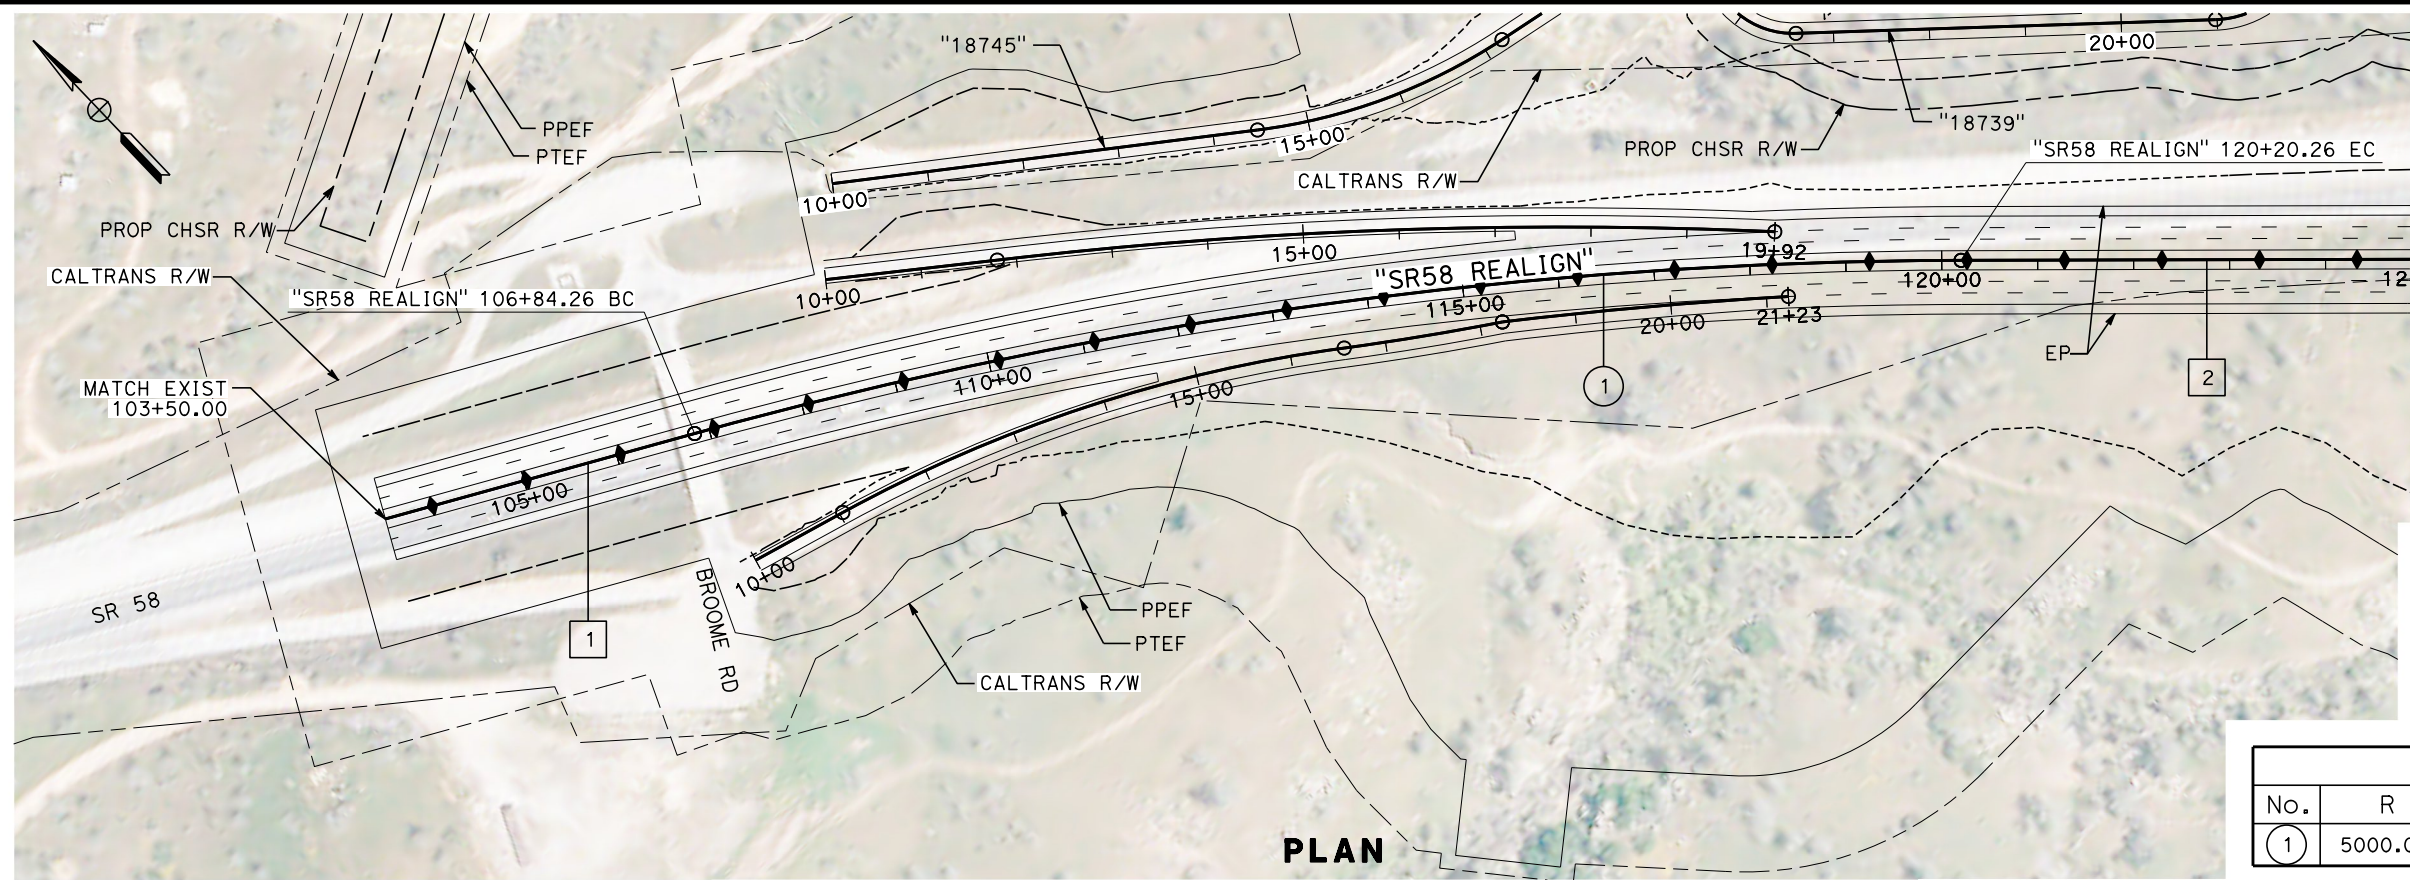 "18745"
20+00
PPEF
PTEF
15+00
"18739"
PROP CHSR R/W
"SR58 REALIGN" 120+20.26 EC
CALTRANS R/W
10+00
PROP CHSR R/W
15+00
19+92
CALTRANS R/W
"SR58 REALIGN"
120+00
12
"SR58 REALIGN" 106+84.26 BC
10+00
115+00
21+23
20+00
EP
2
MATCH EXIST
103+50.00
110+00
15+00
1
105+00
10+00
BROOME RD
SR 58
1
PPEF
PTEF
CALTRANS R/W
No. R
1 5000.0
PLAN